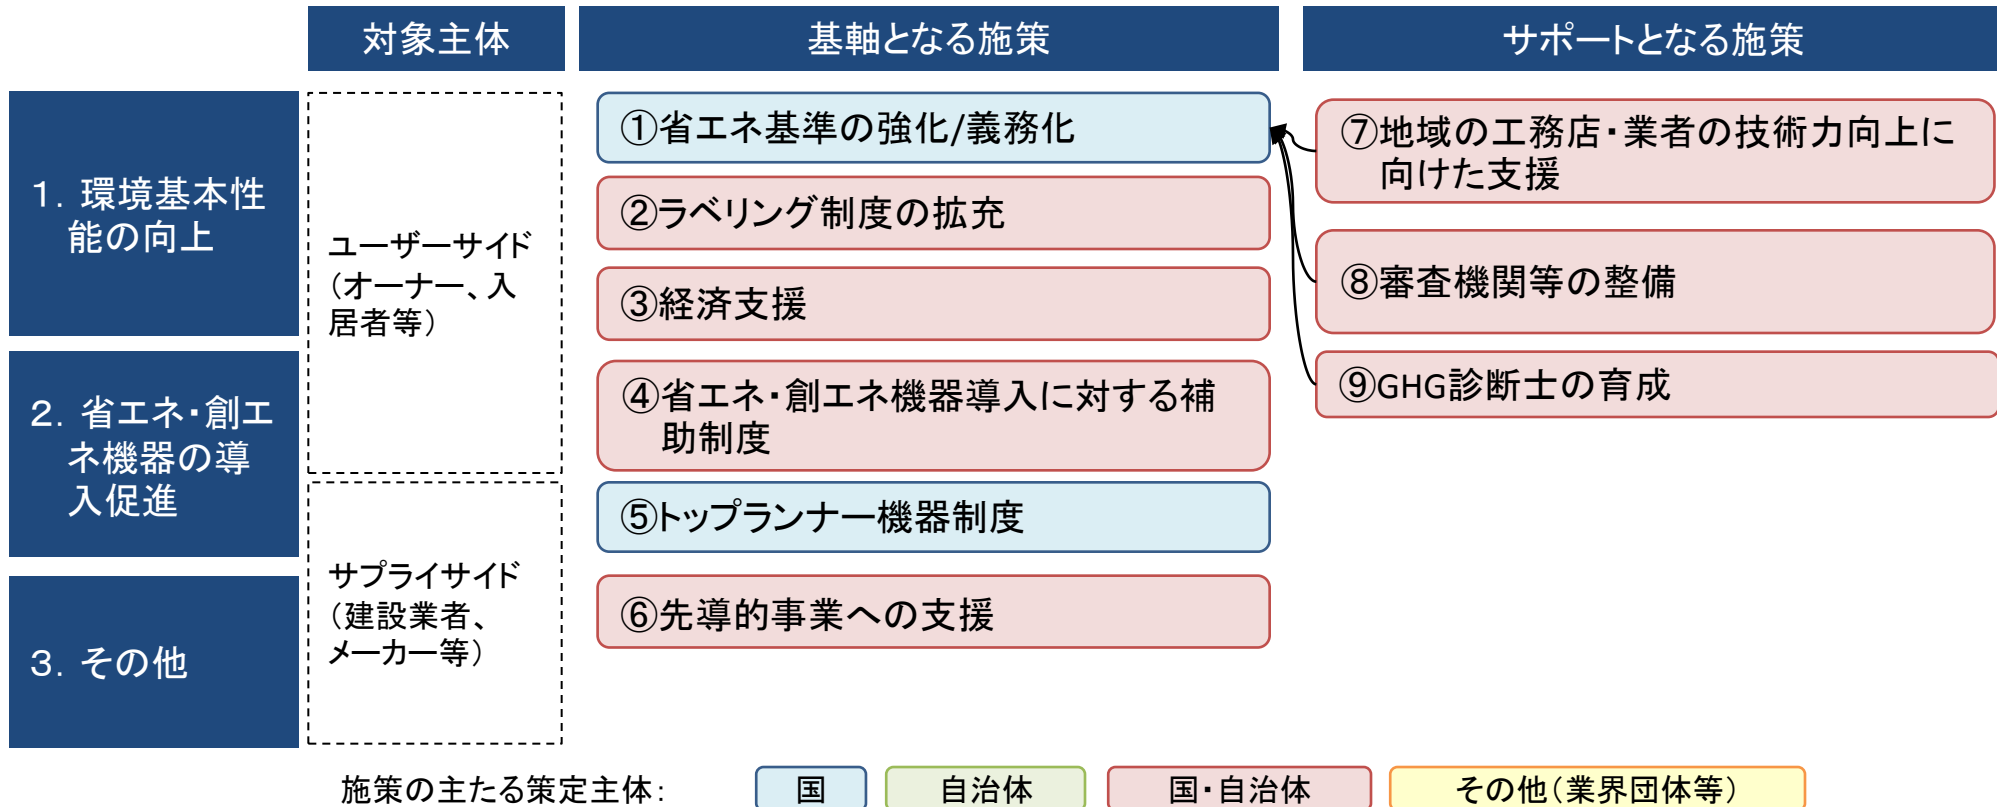 対象主体
基軸となる施策
サポートとなる施策
1．環境基本性
能の向上
2．省エネ・創エ
ネ機器の導
入促進
3．その他
ユーザーサイド
（オーナー、入
居者等）
サプライサイド
（建設業者、
メーカー等）
①省エネ基準の強化/義務化
②ラベリング制度の拡充
③経済支援
④省エネ・創エネ機器導入に対する補
助制度
⑤トップランナー機器制度
⑥先導的事業への支援
⑦地域の工務店・業者の技術力向上に
向けた支援
⑧審査機関等の整備
⑨GHG診断士の育成
施策の主たる策定主体：
国
自治体
国・自治体
その他（業界団体等）